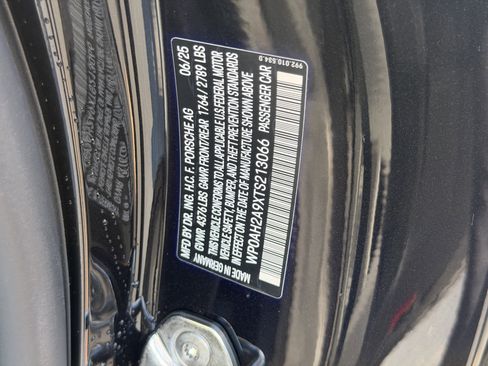 MFD BY DR. ING. H.C. F. PORSCHE AG 06/25
GVWR 4376 LBS GAWR FRONT/REAR 1764/ 2789 LBS
THIS VEHICLE CONFORMS TO ALL APPLICABLE U.S. FEDERAL MOTOR
VEHICLE SAFETY, BUMPER, AND THEFT PREVENTION STANDARDS
IN EFFECT ON THE DATE OF MANUFACTURE SHOWN ABOVE
WP0AH2A9XTS213066 PASSENGER CAR
MADE IN GERMANY
992.010.534.0